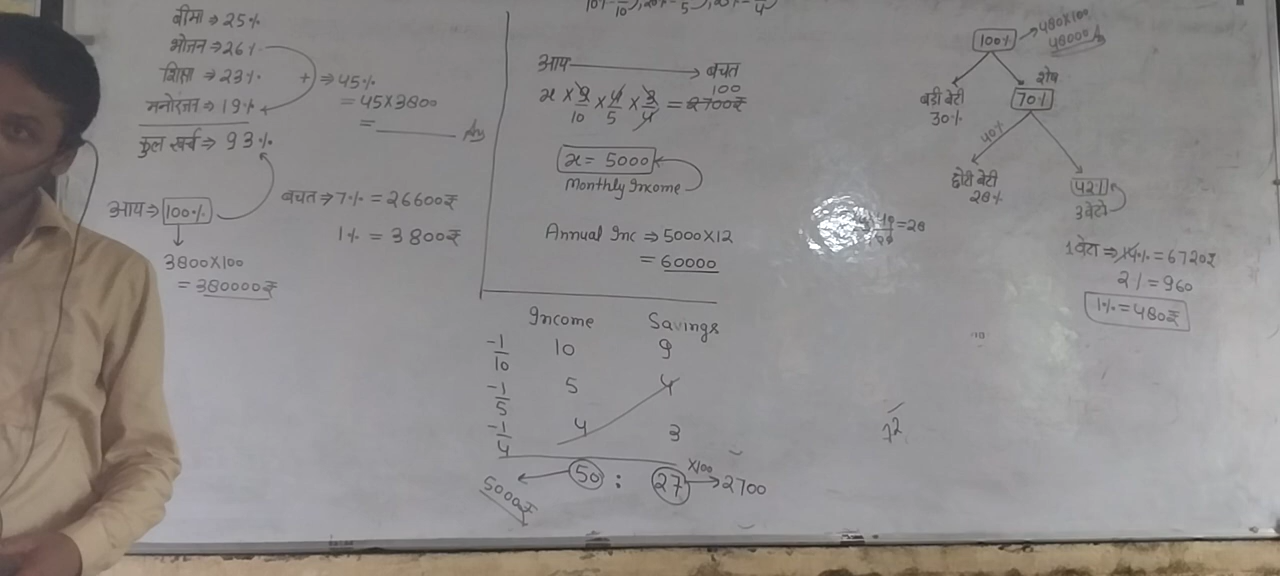 बीमा ⇒ 25%
भोजन ⇒ 26%
शिक्षा ⇒ 23%
मनोरंजन ⇒ 19%
कुल खर्च ⇒ 93%
+ ⇒ 45%
= 45×3800
= ________ Ans
आय ⇒ 100%
3800×100
= 380000₹
बचत ⇒ 7% = 26600₹
1% = 3800₹
आय → बचत
x × 9/10 × 4/5 × 3/4 = 2700₹
100
x = 5000
Monthly Income
Annual Inc ⇒ 5000×12
= 60000
Income Savings
-1/10 10 9
-1/5 5 4
-1/4 4 3
50 : 27 ×100 → 2700
5000₹
100% → 480×100
48000
बडी बेटी
30%
शेष
70%
40%
छोटी बेटी
28%
42%
3 बेटो
= 28
1 बेटा ⇒ 14% = 6720₹
2% = 960
1% = 480₹